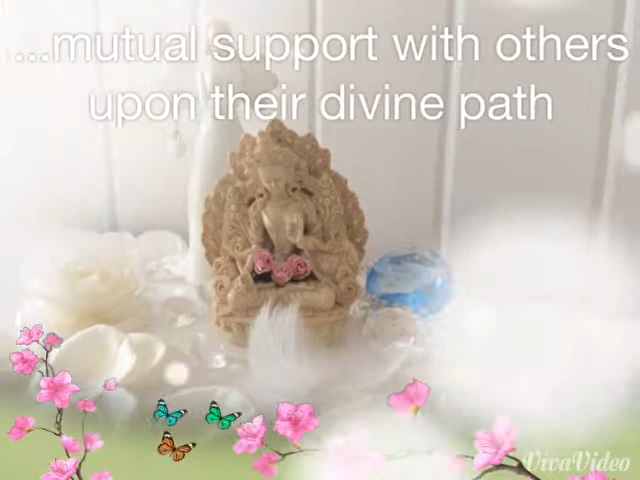 ...mutual support with others
upon their divine path
VivaVideo